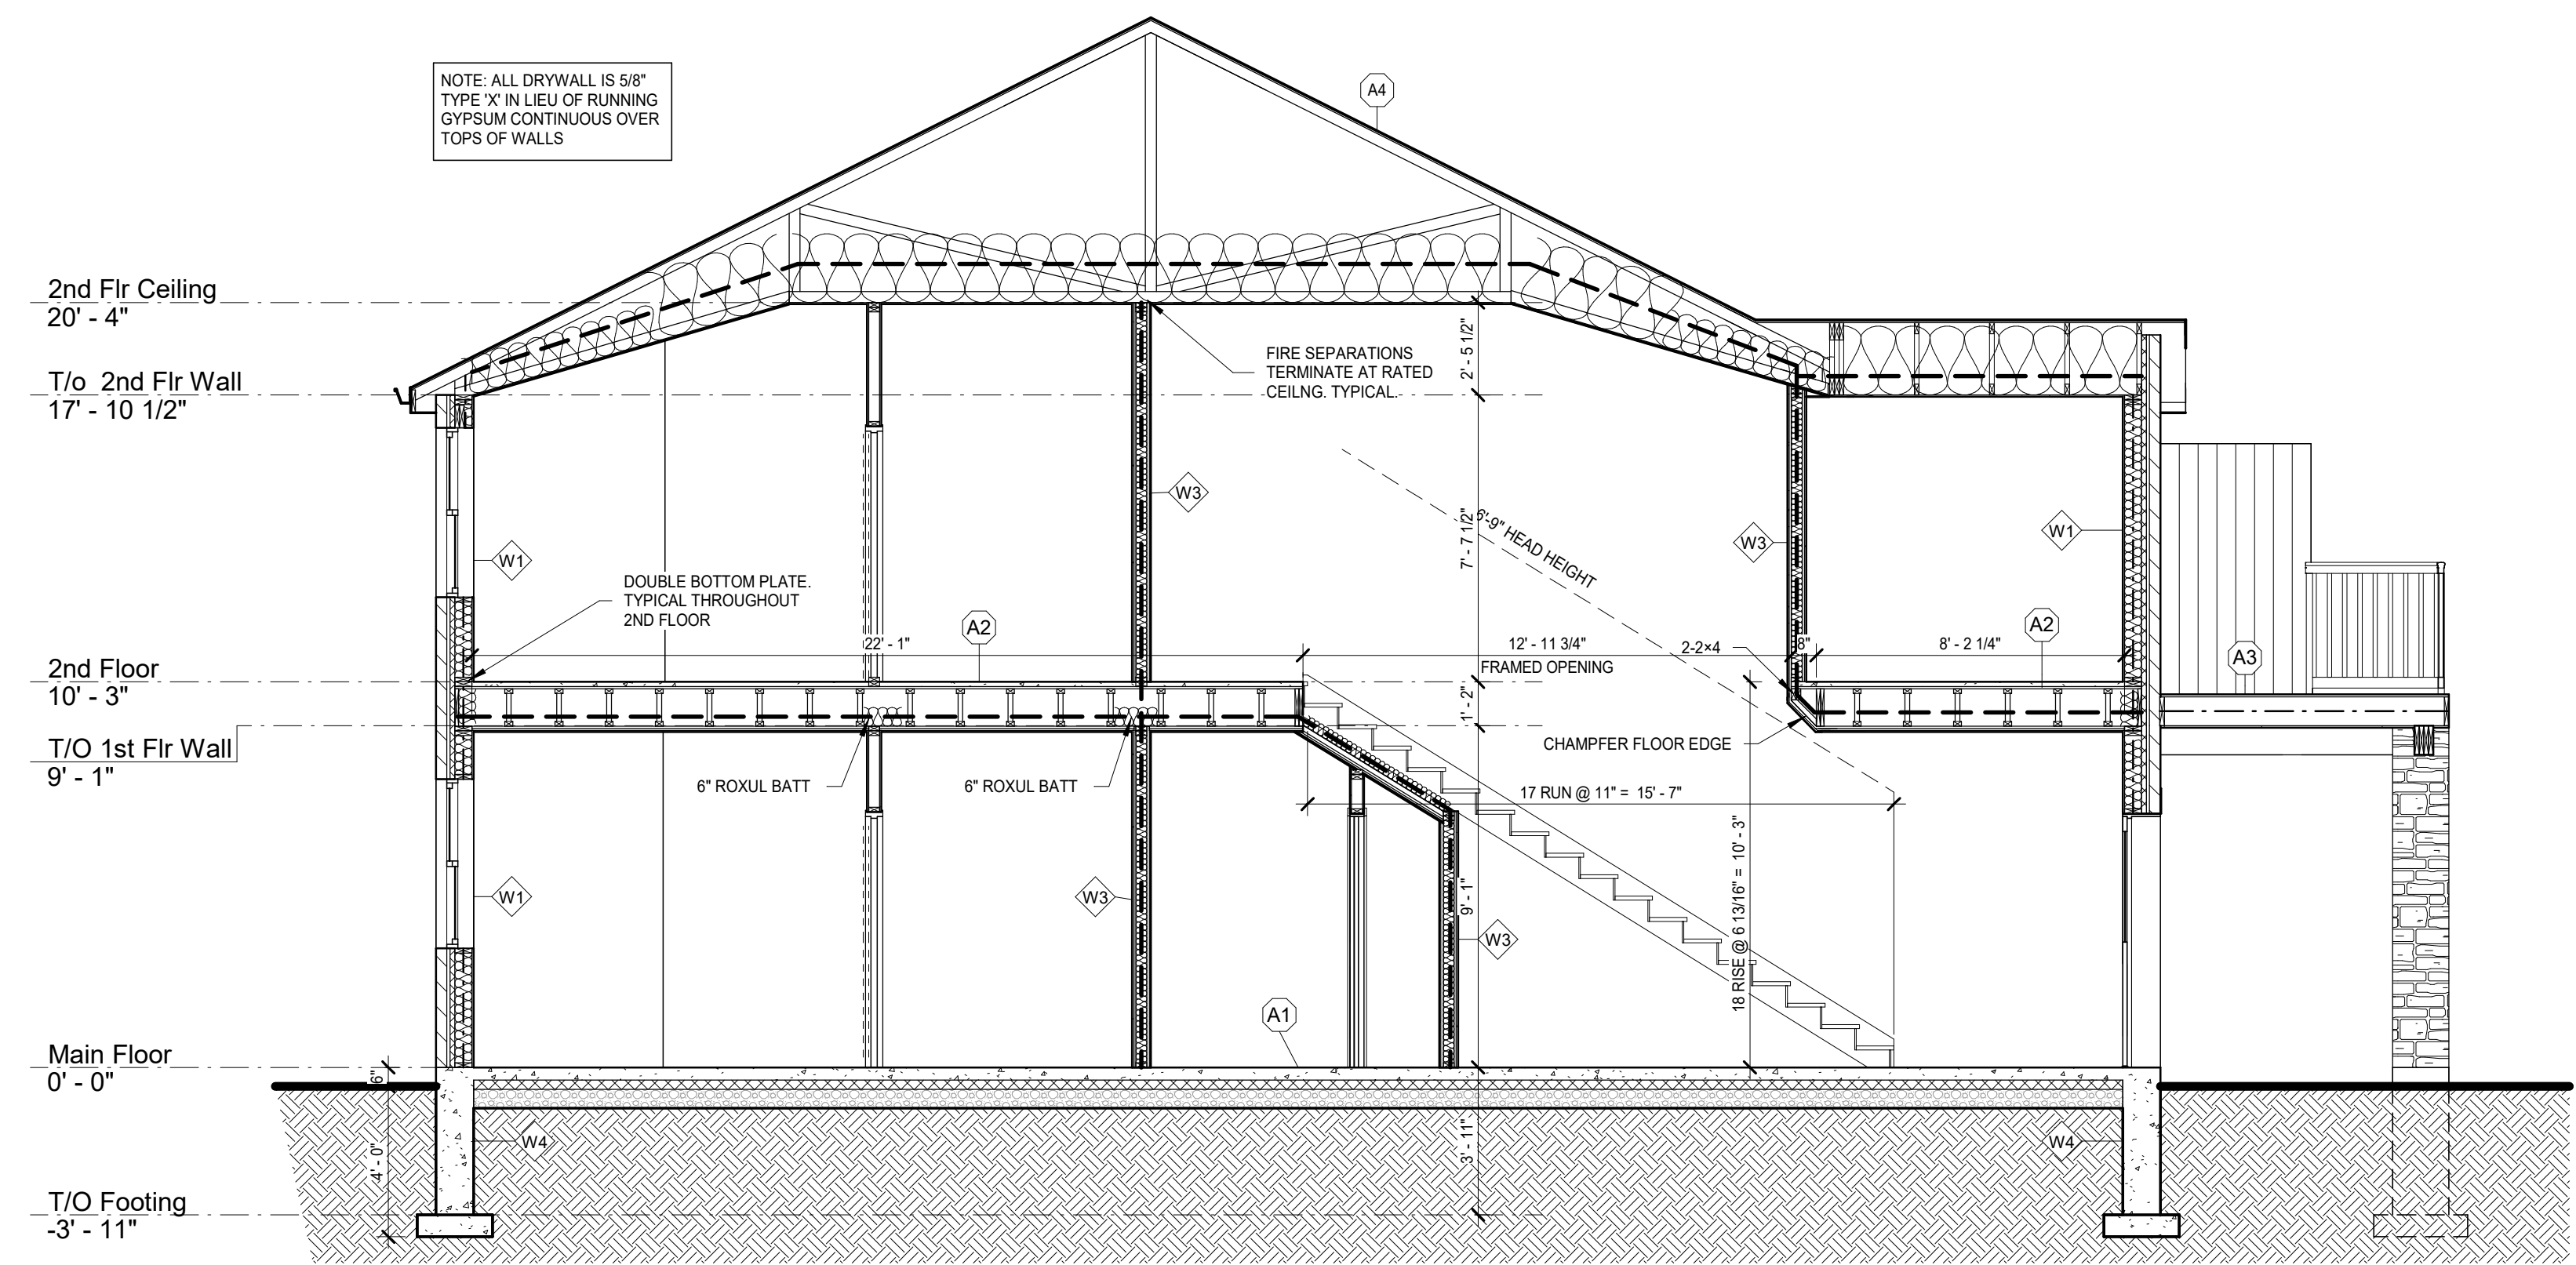 NOTE: ALL DRYWALL IS 5/8"
TYPE 'X' IN LIEU OF RUNNING
GYPSUM CONTINUOUS OVER
TOPS OF WALLS
A4
2nd Flr Ceiling
20' - 4"
T/o 2nd Flr Wall
17' - 10 1/2"
FIRE SEPARATIONS
TERMINATE AT RATED
CEILNG. TYPICAL.
2' - 5 1/2"
W3
W1
DOUBLE BOTTOM PLATE.
TYPICAL THROUGHOUT
2ND FLOOR
7' - 7 1/2"
6'-9" HEAD HEIGHT
W3
W1
22' - 1"
A2
12' - 11 3/4"
FRAMED OPENING
2-2×4
8"
8' - 2 1/4"
A2
A3
2nd Floor
10' - 3"
1' - 2"
T/O 1st Flr Wall
9' - 1"
CHAMPFER FLOOR EDGE
6" ROXUL BATT
6" ROXUL BATT
17 RUN @ 11" = 15' - 7"
18 RISE @ 6 13/16" = 10' - 3"
W1
W3
9' - 1"
W3
A1
Main Floor
0' - 0"
6"
4' - 0"
W4
3' - 11"
W4
T/O Footing
-3' - 11"